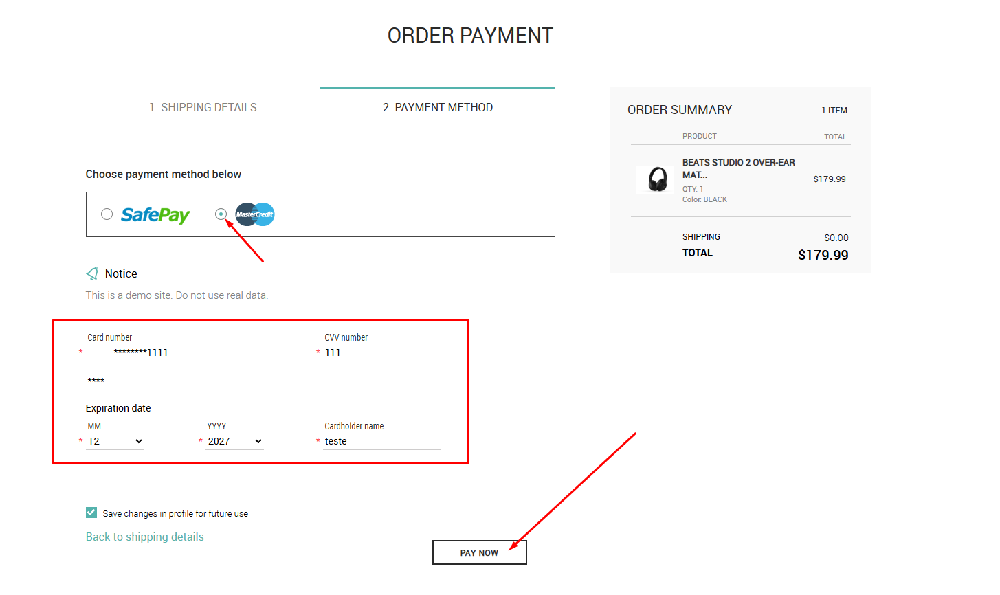 ORDER PAYMENT
1. SHIPPING DETAILS
2. PAYMENT METHOD
Choose payment method below
SafePay
MasterCredit
Notice
This is a demo site. Do not use real data.
Card number
CVV number
* ********1111
* 111
****
Expiration date
MM
YYYY
Cardholder name
* 12
* 2027
* teste
Save changes in profile for future use
Back to shipping details
PAY NOW
ORDER SUMMARY
1 ITEM
PRODUCT
TOTAL
BEATS STUDIO 2 OVER-EAR
MAT...
$179.99
QTY: 1
Color: BLACK
SHIPPING
$0.00
TOTAL
$179.99